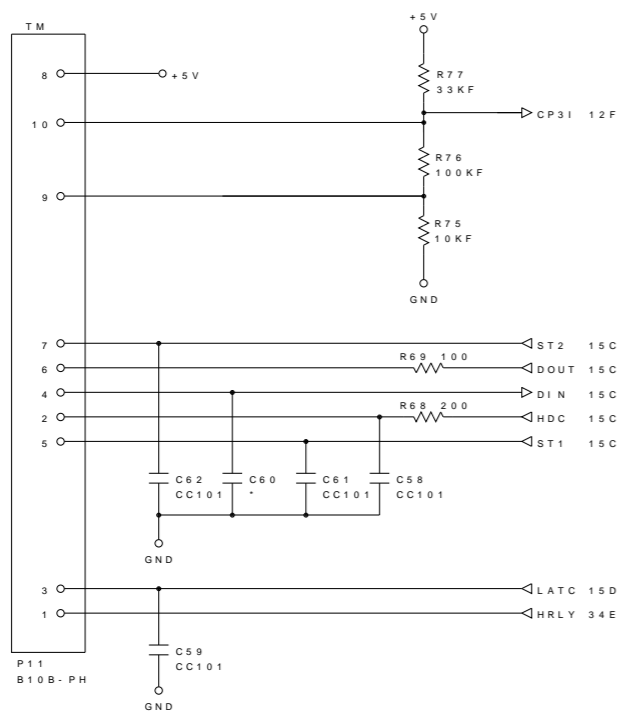 TM
+5V
8
+5V
R77
33KF
10
CP3I 12F
R76
100KF
9
R75
10KF
GND
7
ST2 15C
R69 100
6
DOUT 15C
4
DIN 15C
R68 200
2
HDC 15C
5
ST1 15C
C62
CC101
C60
*
C61
CC101
C58
CC101
GND
3
LATC 15D
1
HRLY 34E
P11
B10B-PH
C59
CC101
GND